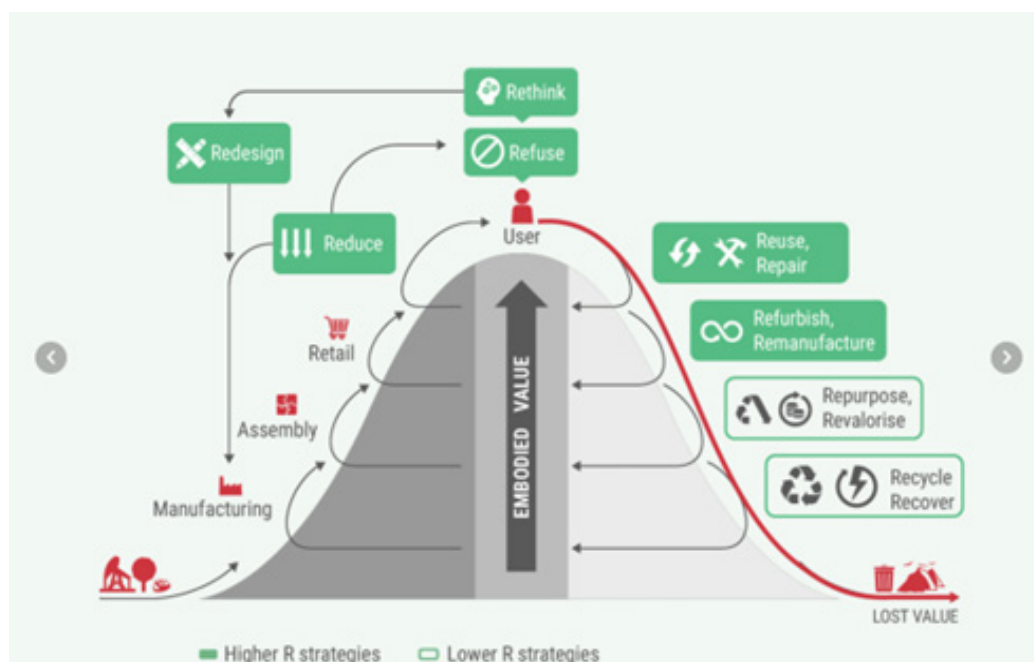 Rethink
Redesign
Refuse
Reduce
User
Reuse,
Repair
Refurbish,
Remanufacture
Retail
Repurpose,
Revalorise
Assembly
EMBODIED VALUE
Recycle
Recover
Manufacturing
LOST VALUE
Higher R strategies
Lower R strategies